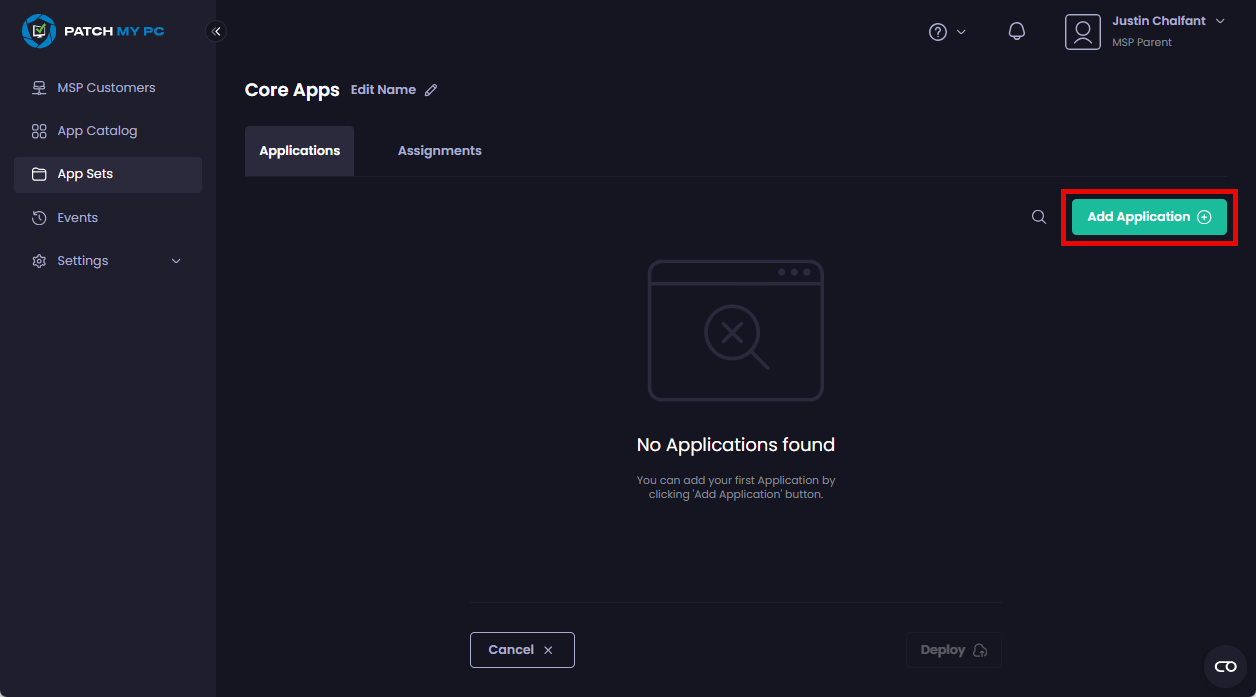 PATCH MY PC
Justin Chalfant
MSP Parent
MSP Customers
App Catalog
App Sets
Events
Settings
Core Apps Edit Name
Applications Assignments
Add Application
No Applications found
You can add your first Application by
clicking 'Add Application' button.
Cancel
Deploy